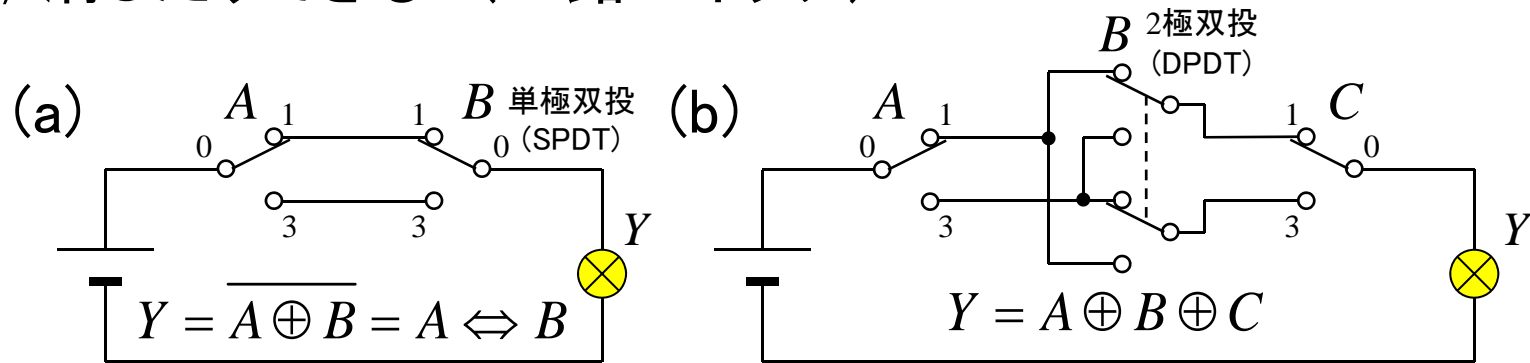 (a)
A
1
1
B 単極双投
(SPDT)
0
0
3
3
Y
Y = \overline{A ⊕ B} = A ⇔ B
(b)
A
1
0
3
B 2極双投
(DPDT)
1
C
0
3
Y
Y = A ⊕ B ⊕ C